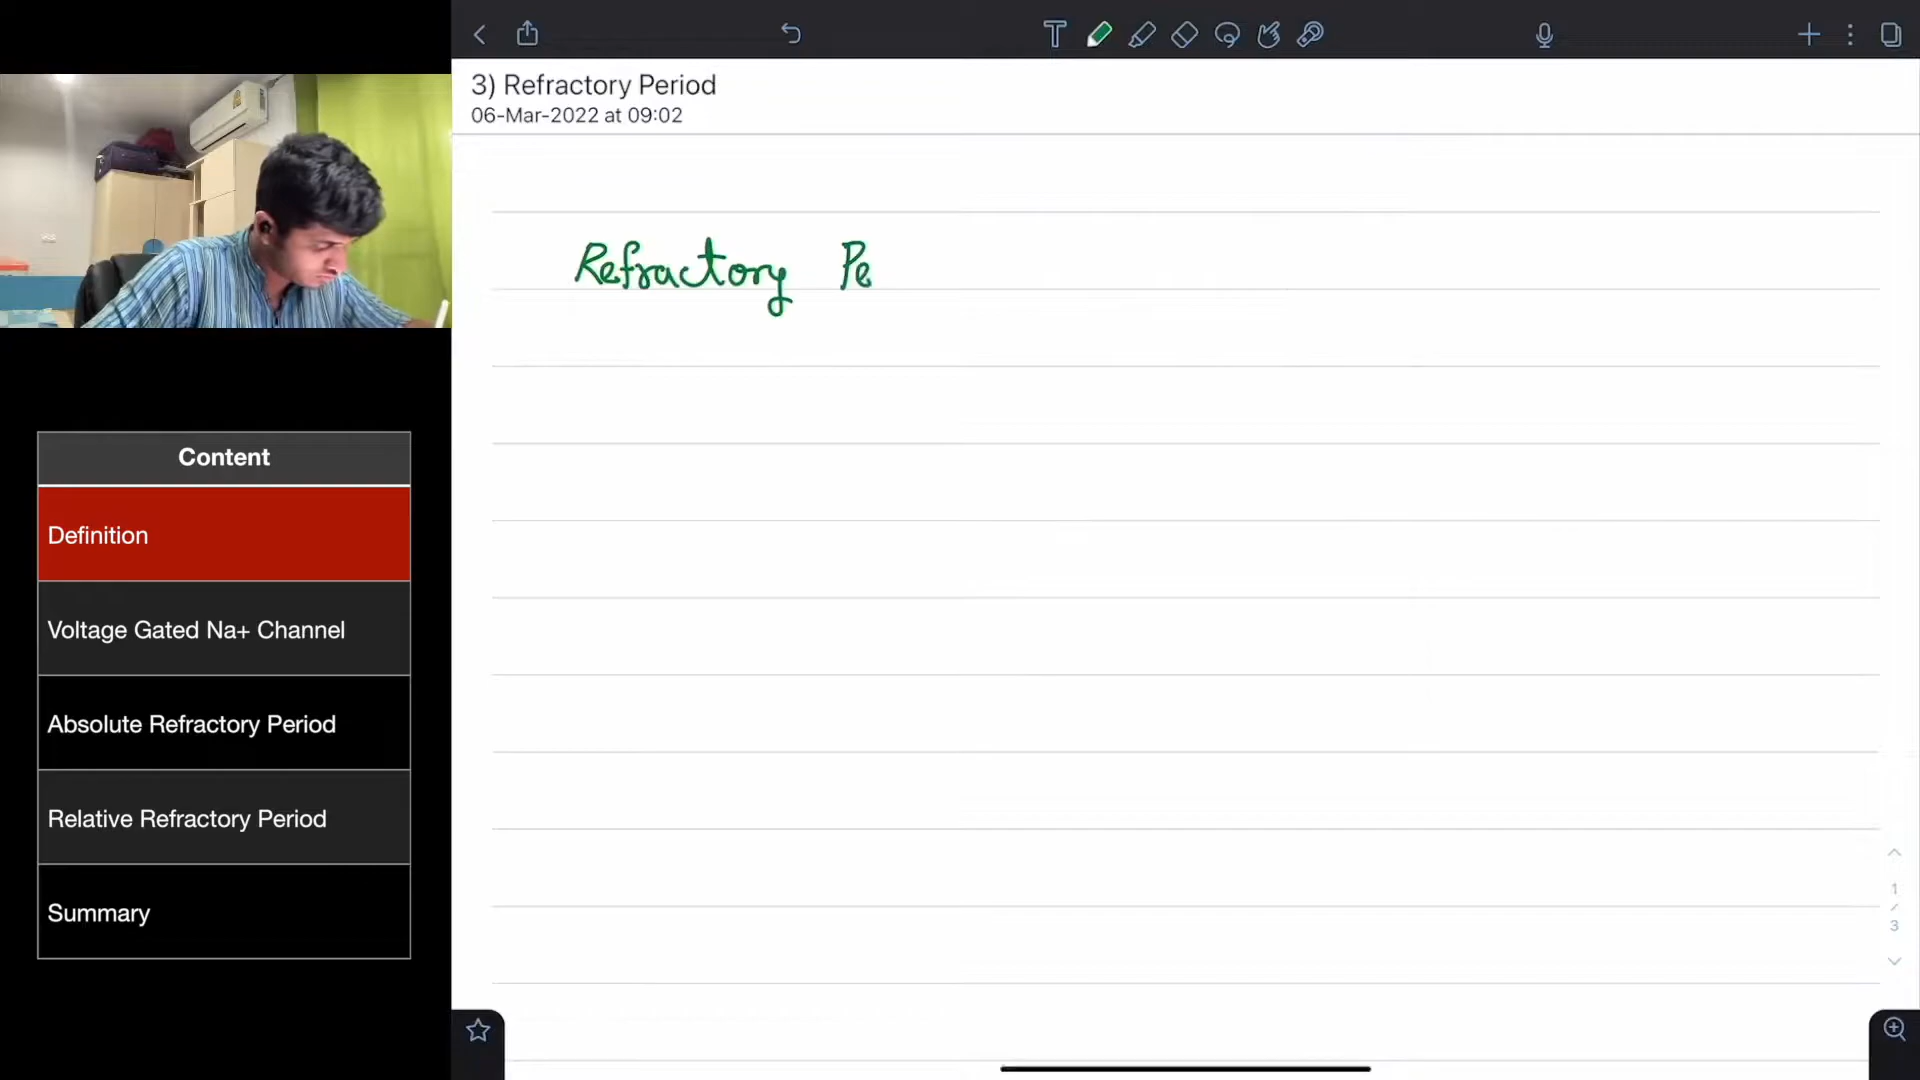 3) Refractory Period
06-Mar-2022 at 09:02
Refractory Pe
Content
Definition
Voltage Gated Na+ Channel
Absolute Refractory Period
Relative Refractory Period
Summary
1
/
3